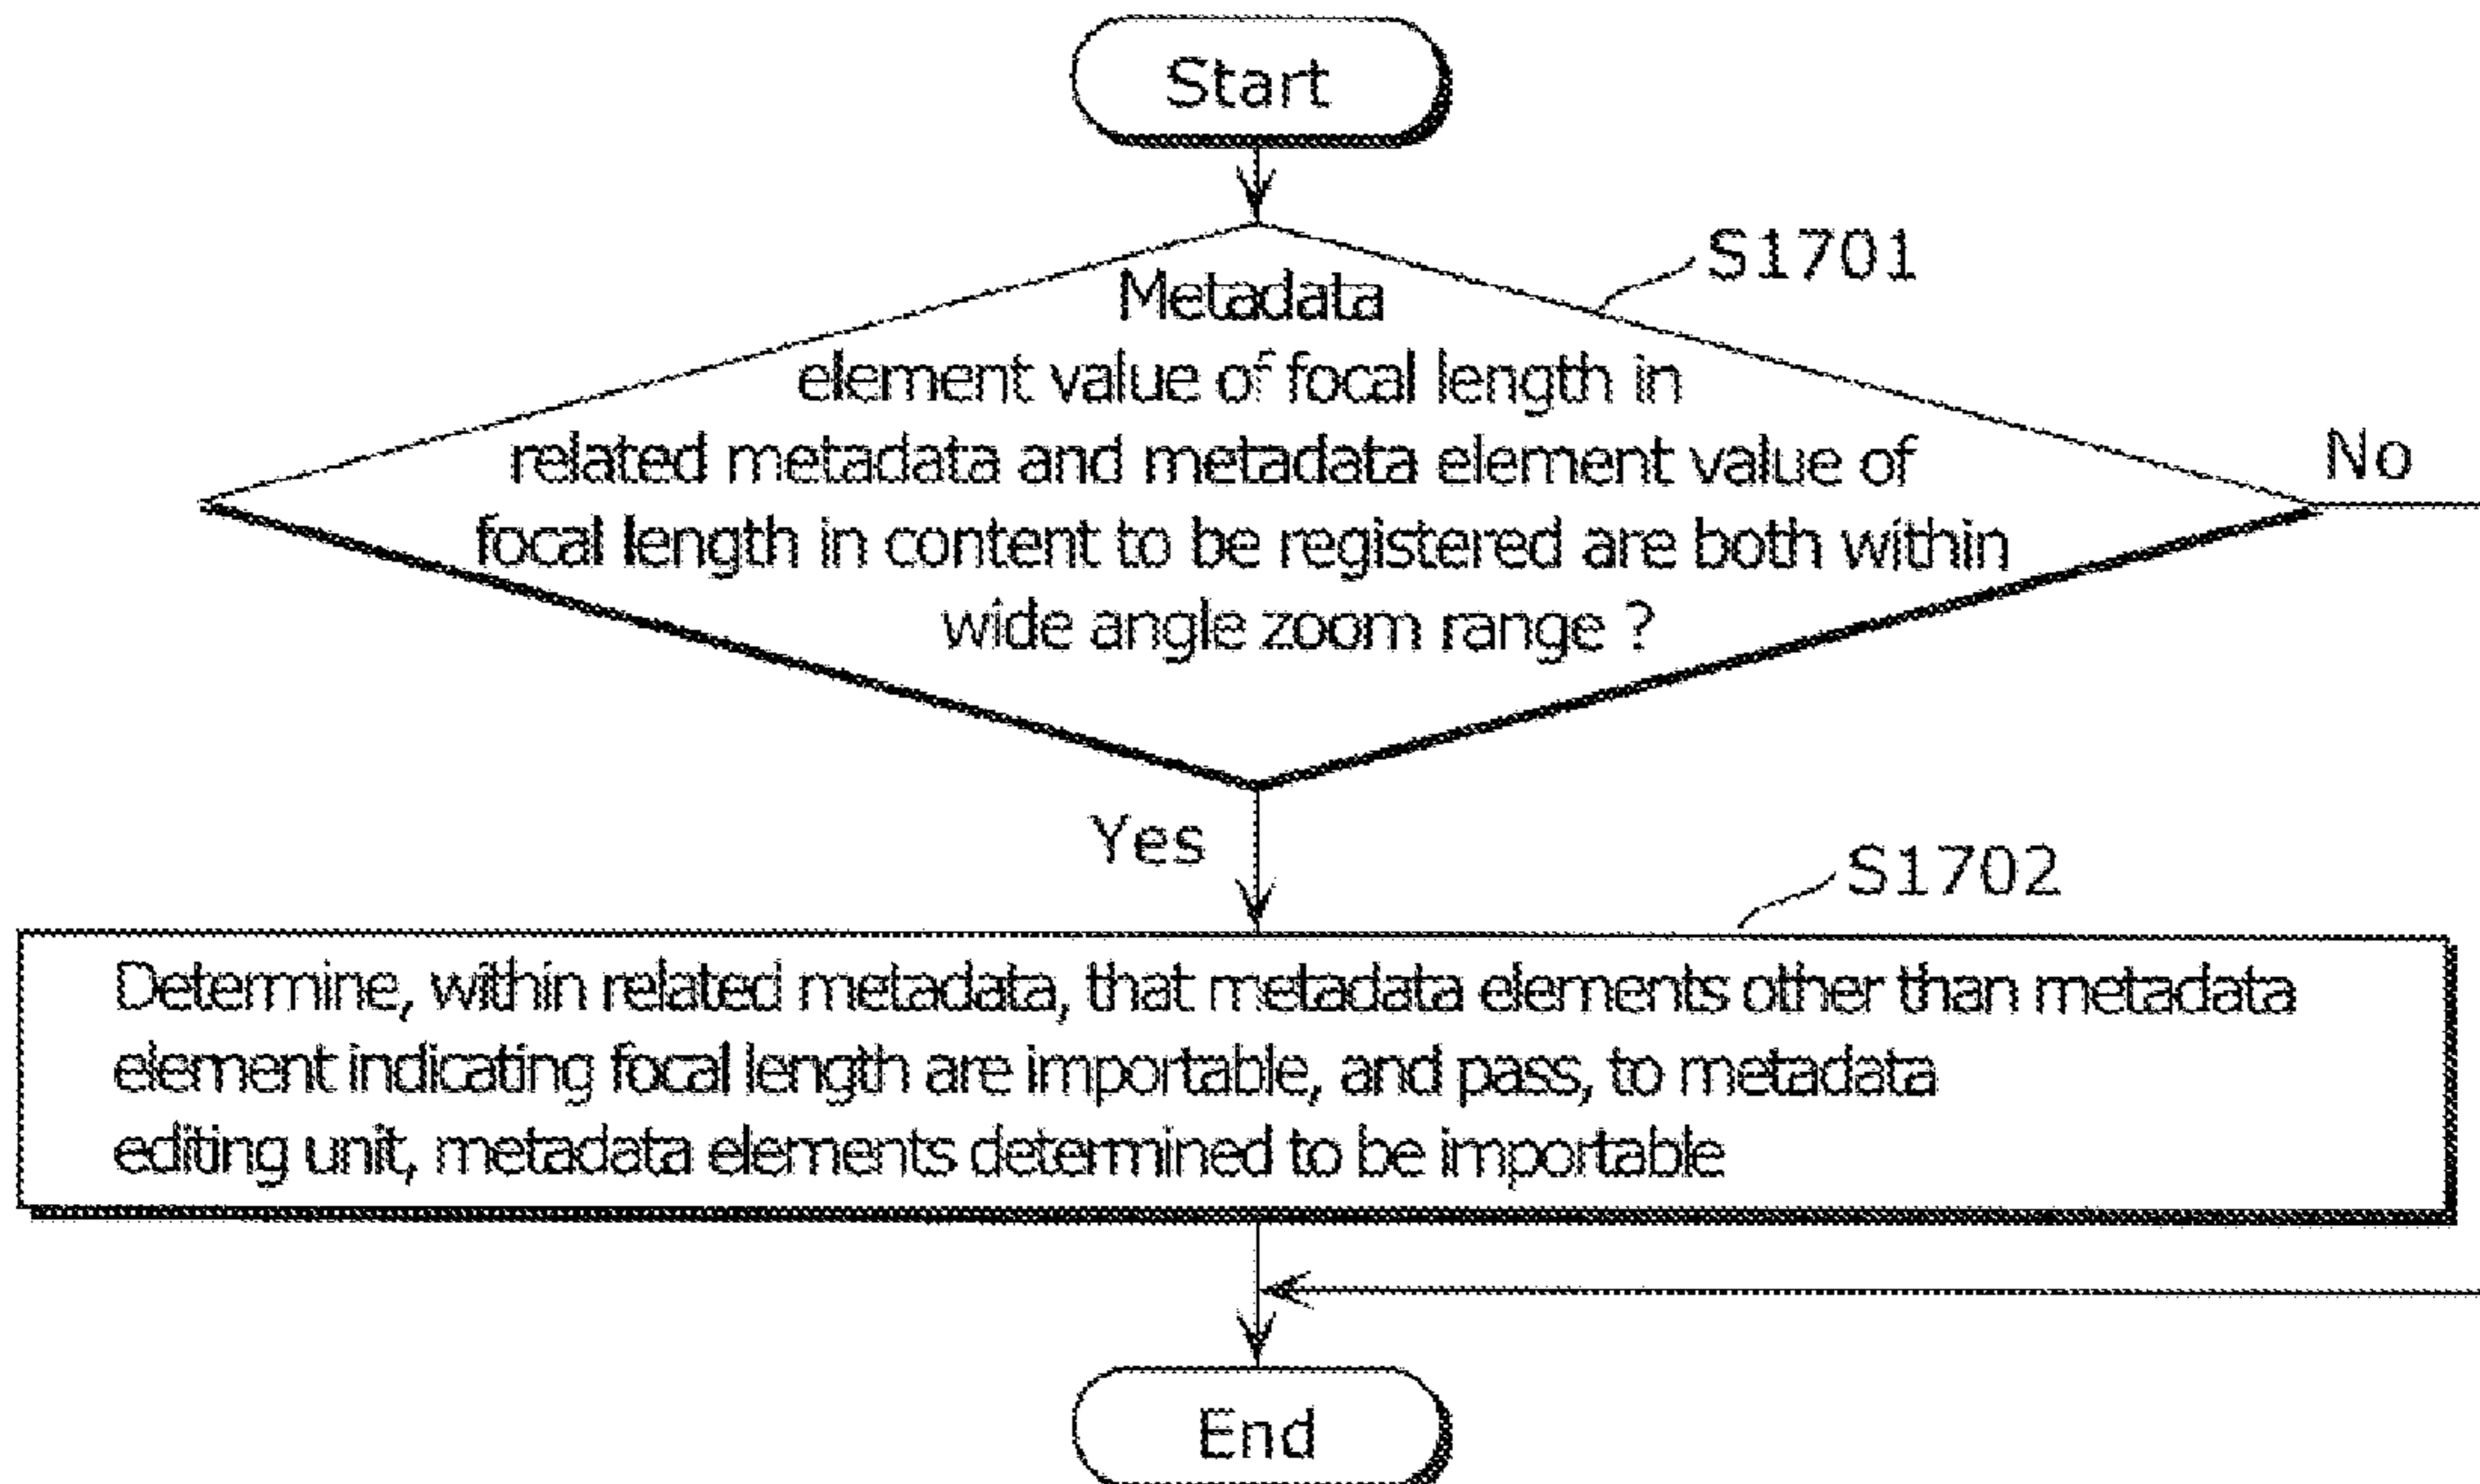 Start
S1701
Metadata
element value of focal length in
related metadata and metadata element value of
focal length in content to be registered are both within
wide angle zoom range ?
No
Yes
S1702
Determine, within related metadata, that metadata elements other than metadata
element indicating focal length are importable, and pass, to metadata
editing unit, metadata elements determined to be importable
End